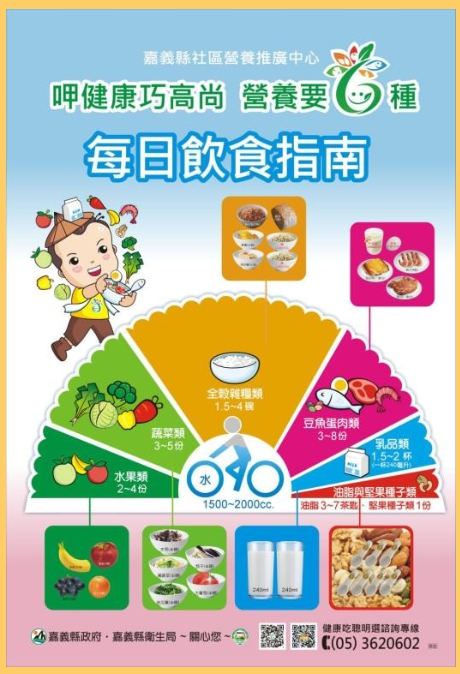 嘉義縣社區營養推廣中心
呷健康巧高尚 營養要6種
每日飲食指南
全穀雜糧類
1.5~4碗
蔬菜類
3~5份
豆魚蛋肉類
3~8份
水果類
2~4份
乳品類
1.5~2 杯
(一杯240毫升)
MILK
水
1500~2000cc.
油脂與堅果種子類
油脂 3~7茶匙、堅果種子類 1份
240ml
240ml
嘉義縣政府・嘉義縣衛生局 ~ 關心您 ~
健康吃聰明選諮詢專線
(05) 3620602